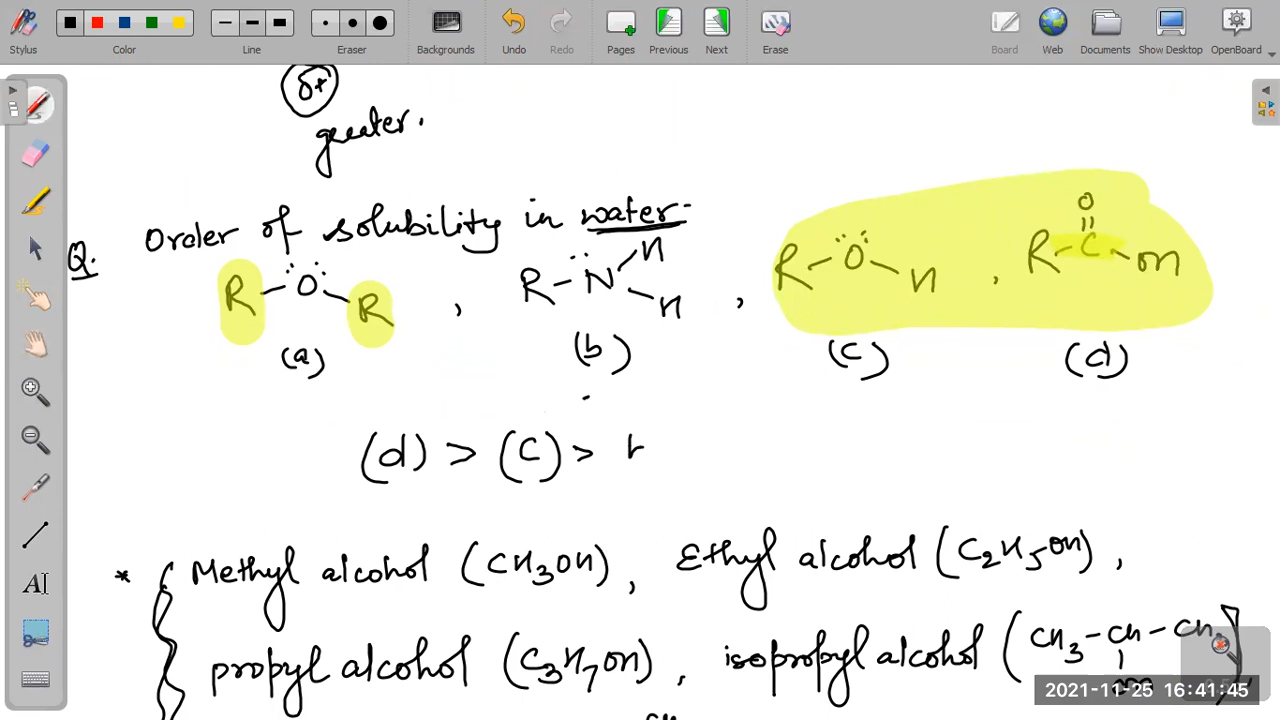 Stylus Color Line Eraser Backgrounds Undo Redo Pages Previous Next Erase Board Web Documents Show Desktop OpenBoard
δ+
greater.
Q. Order of solubility in water-
R-Ö-R , R-N̈-H H , R-Ö-H , R-C-OH O
(a) (b) (c) (d)
(d) > (C) >
* Methyl alcohol (CH3OH), Ethyl alcohol (C2H5OH),
propyl alcohol (C3H7OH), isopropyl alcohol (CH3-CH-CH
2021-11-25 16:41:45